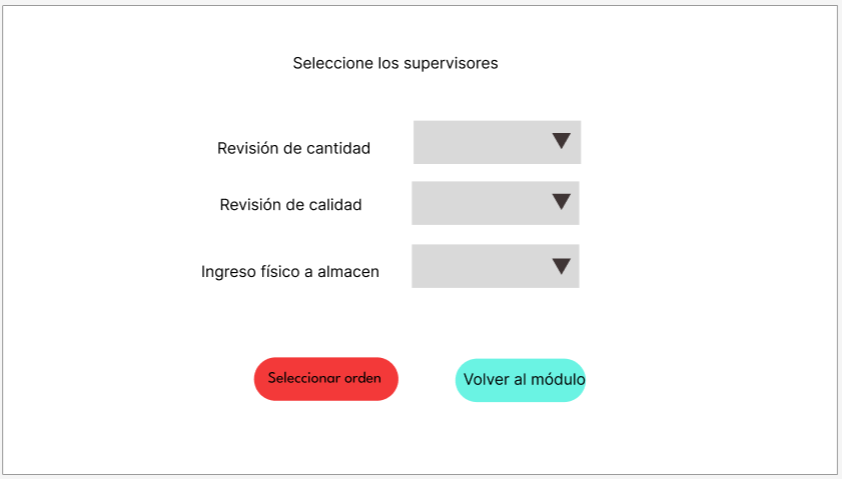 Seleccione los supervisores
Revisión de cantidad
Revisión de calidad
Ingreso físico a almacen
Seleccionar orden
Volver al módulo